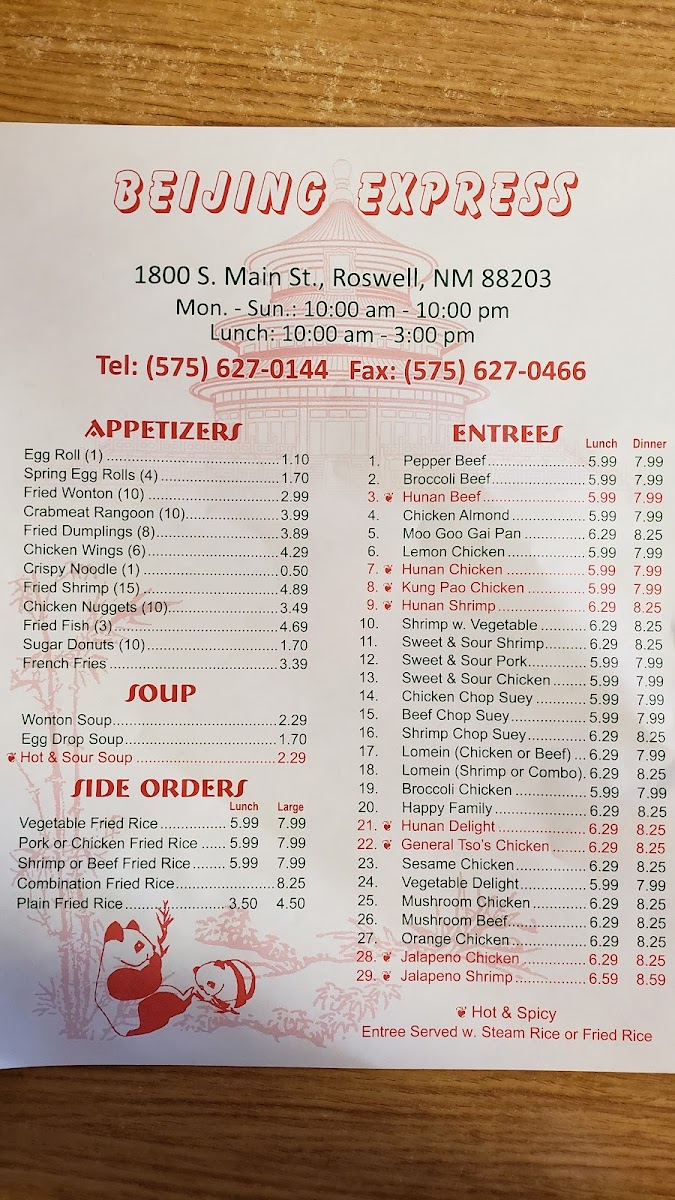 BEIJING EXPRESS
1800 S. Main St., Roswell, NM 88203
Mon. - Sun.: 10:00 am - 10:00 pm
Lunch: 10:00 am - 3:00 pm
Tel: (575) 627-0144 Fax: (575) 627-0466
APPETIZERS
Egg Roll (1) 1.10
Spring Egg Rolls (4) 1.70
Fried Wonton (10) 2.99
Crabmeat Rangoon (10) 3.99
Fried Dumplings (8) 3.89
Chicken Wings (6) 4.29
Crispy Noodle (1) 0.50
Fried Shrimp (15) 4.89
Chicken Nuggets (10) 3.49
Fried Fish (3) 4.69
Sugar Donuts (10) 1.70
French Fries 3.39
SOUP
Wonton Soup 2.29
Egg Drop Soup 1.70
Hot & Sour Soup 2.29
SIDE ORDERS
Lunch Large
Vegetable Fried Rice 5.99 7.99
Pork or Chicken Fried Rice 5.99 7.99
Shrimp or Beef Fried Rice 5.99 7.99
Combination Fried Rice 8.25
Plain Fried Rice 3.50 4.50
ENTREES
Lunch Dinner
1. Pepper Beef 5.99 7.99
2. Broccoli Beef 5.99 7.99
3. Hunan Beef 5.99 7.99
4. Chicken Almond 5.99 7.99
5. Moo Goo Gai Pan 6.29 8.25
6. Lemon Chicken 5.99 7.99
7. Hunan Chicken 5.99 7.99
8. Kung Pao Chicken 5.99 7.99
9. Hunan Shrimp 6.29 8.25
10. Shrimp w. Vegetable 6.29 8.25
11. Sweet & Sour Shrimp 6.29 8.25
12. Sweet & Sour Pork 5.99 7.99
13. Sweet & Sour Chicken 5.99 7.99
14. Chicken Chop Suey 5.99 7.99
15. Beef Chop Suey 5.99 7.99
16. Shrimp Chop Suey 6.29 8.25
17. Lomein (Chicken or Beef) 6.29 7.99
18. Lomein (Shrimp or Combo) 6.29 8.25
19. Broccoli Chicken 5.99 7.99
20. Happy Family 6.29 8.25
21. Hunan Delight 6.29 8.25
22. General Tso's Chicken 6.29 8.25
23. Sesame Chicken 6.29 8.25
24. Vegetable Delight 5.99 7.99
25. Mushroom Chicken 6.29 8.25
26. Mushroom Beef 6.29 8.25
27. Orange Chicken 6.29 8.25
28. Jalapeno Chicken 6.29 8.25
29. Jalapeno Shrimp 6.59 8.59
Hot & Spicy
Entree Served w. Steam Rice or Fried Rice